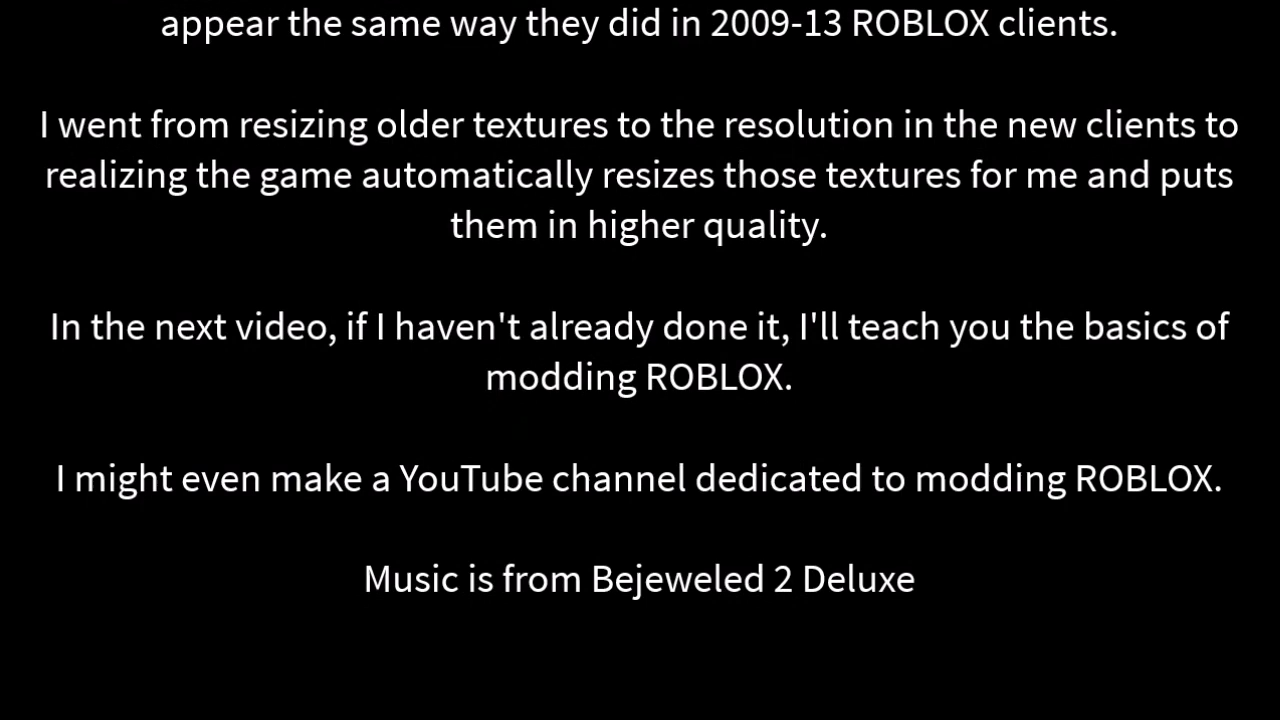 appear the same way they did in 2009-13 ROBLOX clients.
I went from resizing older textures to the resolution in the new clients to
realizing the game automatically resizes those textures for me and puts
them in higher quality.
In the next video, if I haven't already done it, I'll teach you the basics of
modding ROBLOX.
I might even make a YouTube channel dedicated to modding ROBLOX.
Music is from Bejeweled 2 Deluxe